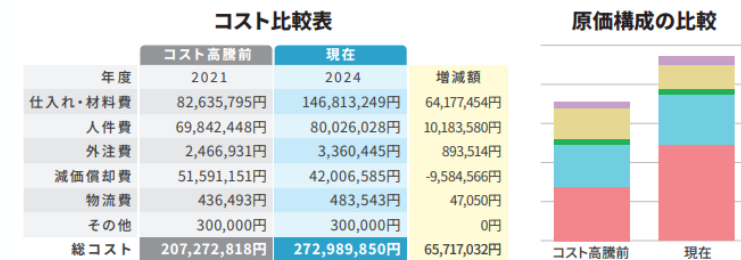 コスト比較表
コスト高騰前 現在
年度 2021 2024 増減額
仕入れ・材料費 82,635,795円 146,813,249円 64,177,454円
人件費 69,842,448円 80,026,028円 10,183,580円
外注費 2,466,931円 3,360,445円 893,514円
減価償却費 51,591,151円 42,006,585円 -9,584,566円
物流費 436,493円 483,543円 47,050円
その他 300,000円 300,000円 0円
総コスト 207,272,818円 272,989,850円 65,717,032円
原価構成の比較
コスト高騰前 現在